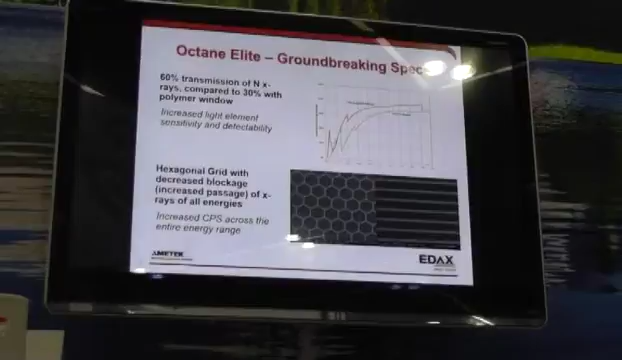 Octane Elite – Groundbreaking
60% transmission of N x-
rays, compared to 30% with
polymer window
Increased light element
sensitivity and detectability
Hexagonal Grid with
decreased blockage
(increased passage) of x-
rays of all energies
Increased CPS across the
entire energy range
AMETEK
EDAX